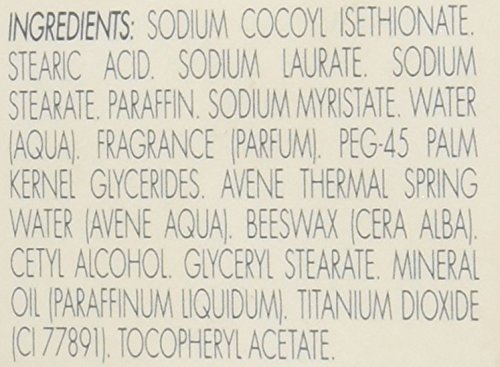 INGREDIENTS: SODIUM COCOYL ISETHIONATE.
STEARIC ACID. SODIUM LAURATE. SODIUM
STEARATE. PARAFFIN. SODIUM MYRISTATE. WATER
(AQUA). FRAGRANCE (PARFUM). PEG-45 PALM
KERNEL GLYCERIDES. AVENE THERMAL SPRING
WATER (AVENE AQUA). BEESWAX (CERA ALBA).
CETYL ALCOHOL. GLYCERYL STEARATE. MINERAL
OIL (PARAFFINUM LIQUIDUM). TITANIUM DIOXIDE
(CI 77891). TOCOPHERYL ACETATE.